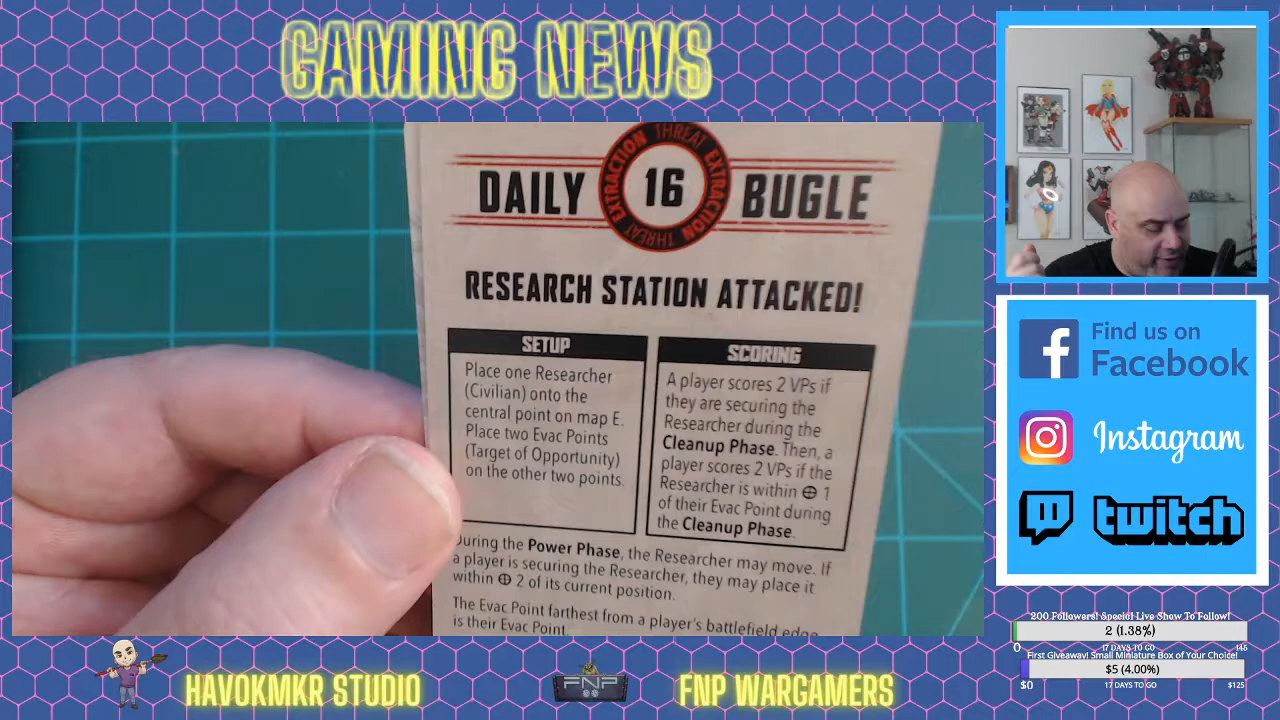 GAMING NEWS
EXTRACTION THREAT EXTRACTION THREAT
DAILY 16 BUGLE
RESEARCH STATION ATTACKED!
SETUP
Place one Researcher
(Civilian) onto the
central point on map E.
Place two Evac Points
(Target of Opportunity)
on the other two points.
SCORING
A player scores 2 VPs if
they are securing the
Researcher during the
Cleanup Phase. Then, a
player scores 2 VPs if the
Researcher is within ⌖ 1
of their Evac Point during
the Cleanup Phase.
During the Power Phase, the Researcher may move. If
a player is securing the Researcher, they may place it
within ⌖ 2 of its current position.
The Evac Point farthest from a player's battlefield edge
is their Evac Point.
Find us on
Facebook
Instagram
twitch
200 Followers! Special Live Show To Follow!
2 (1.38%)
0 17 DAYS TO GO 145
First Giveaway! Small Miniature Box of Your Choice!
$5 (4.00%)
$0 17 DAYS TO GO $125
HAVOKMKR STUDIO
FNP
FNP WARGAMERS